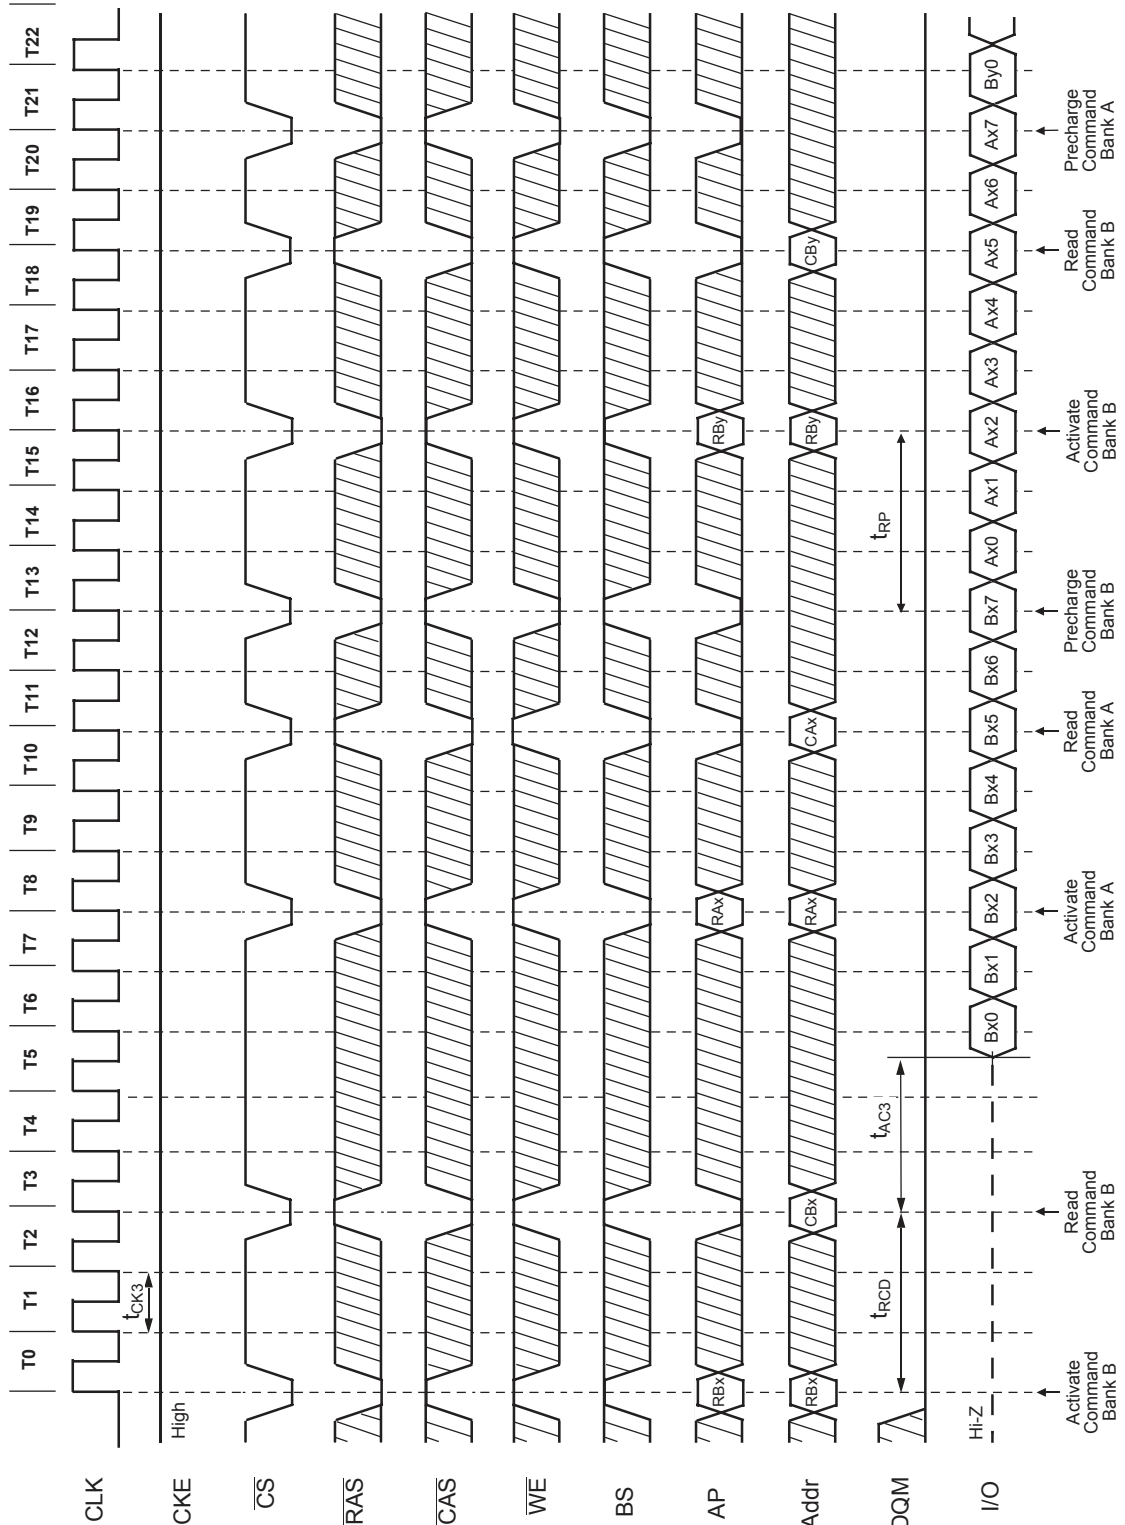 T0 T1 T2 T3 T4 T5 T6 T7 T8 T9 T10 T11 T12 T13 T14 T15 T16 T17 T18 T19 T20 T21 T22
CLK
tCK3
CKE
High
CS
RAS
CAS
WE
BS
AP
RBx RAx RBy
Addr
RBx CBx RAx CAx RBy CBy
DQM
tRCD tAC3 tRP
I/O
Hi-Z
Bx0 Bx1 Bx2 Bx3 Bx4 Bx5 Bx6 Bx7 Ax0 Ax1 Ax2 Ax3 Ax4 Ax5 Ax6 Ax7 By0
Activate
Command
Bank B
Read
Command
Bank B
Activate
Command
Bank A
Read
Command
Bank A
Precharge
Command
Bank B
Activate
Command
Bank B
Read
Command
Bank B
Precharge
Command
Bank A